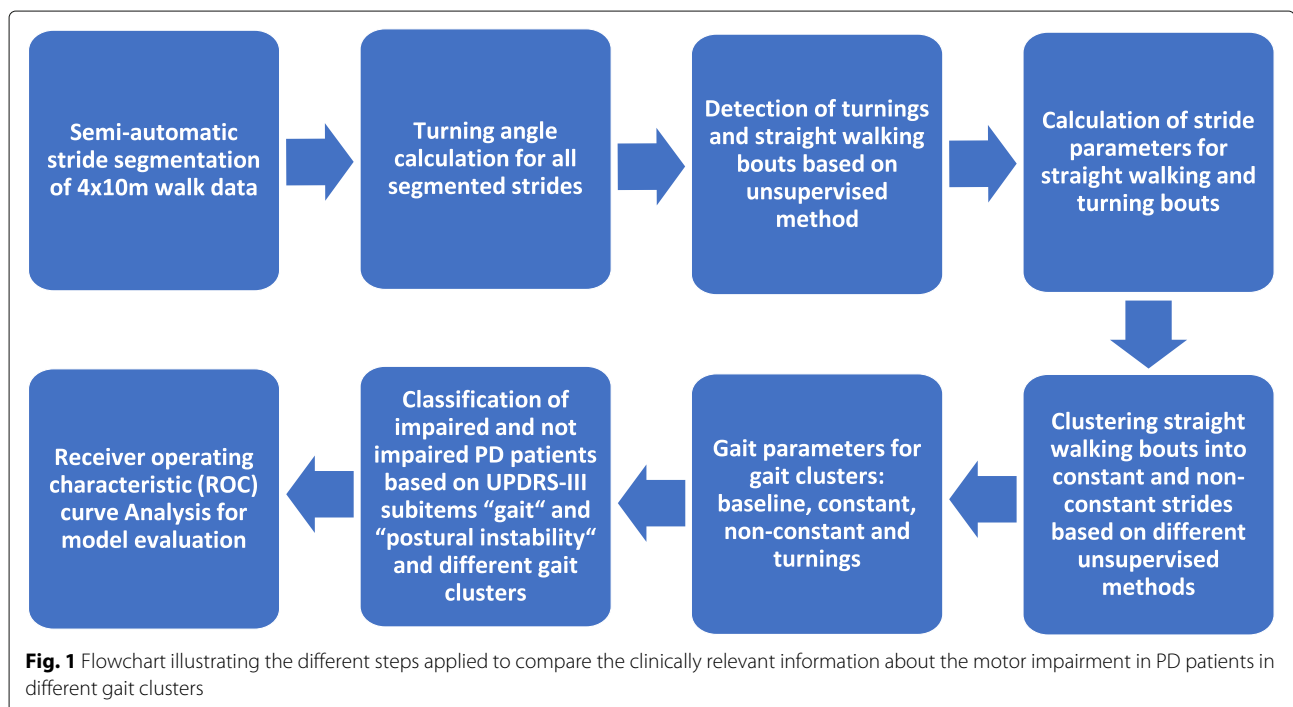 Semi-automatic
stride segmentation
of 4x10m walk data
Turning angle
calculation for all
segmented strides
Detection of turnings
and straight walking
bouts based on
unsupervised
method
Calculation of stride
parameters for
straight walking and
turning bouts
Clustering straight
walking bouts into
constant and non-
constant strides
based on different
unsupervised
methods
Gait parameters for
gait clusters:
baseline, constant,
non-constant and
turnings
Classification of
impaired and not
impaired PD patients
based on UPDRS-III
subitems “gait“ and
“postural instability“
and different gait
clusters
Receiver operating
characteristic (ROC)
curve Analysis for
model evaluation
Fig. 1 Flowchart illustrating the different steps applied to compare the clinically relevant information about the motor impairment in PD patients in
different gait clusters